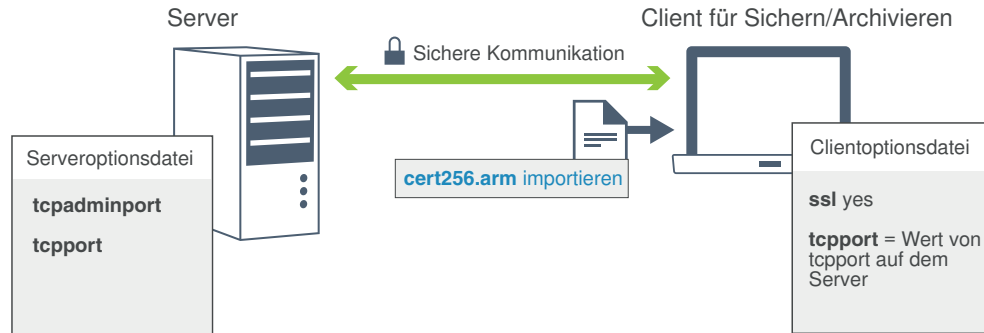 Server
Client für Sichern/Archivieren
Sichere Kommunikation
Serveroptionsdatei
tcpadminport
tcpport
cert256.arm importieren
Clientoptionsdatei
ssl yes
tcpport = Wert von
tcpport auf dem
Server